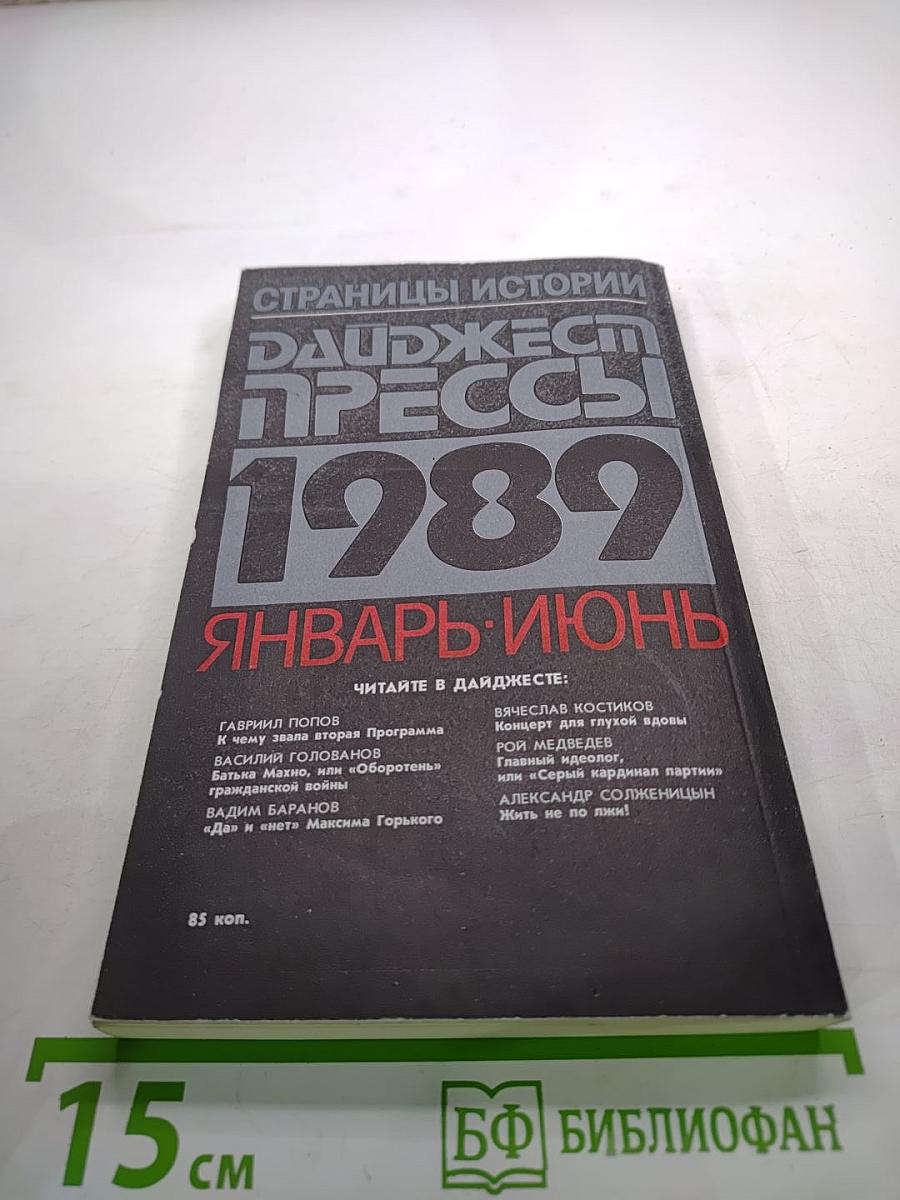 СТРАНИЦЫ ИСТОРИИ
ДАЙДЖЕСТ
ПРЕССЫ
1989
ЯНВАРЬ·ИЮНЬ
ЧИТАЙТЕ В ДАЙДЖЕСТЕ:
ГАВРИИЛ ПОПОВ
К чему звала вторая Программа
ВАСИЛИЙ ГОЛОВАНОВ
Батька Махно, или «Оборотень»
гражданской войны
ВАДИМ БАРАНОВ
«Да» и «нет» Максима Горького
ВЯЧЕСЛАВ КОСТИКОВ
Концерт для глухой вдовы
РОЙ МЕДВЕДЕВ
Главный идеолог,
или «Серый кардинал партии»
АЛЕКСАНДР СОЛЖЕНИЦЫН
Жить не по лжи!
85 коп.
15 см
БФ БИБЛИОФАН